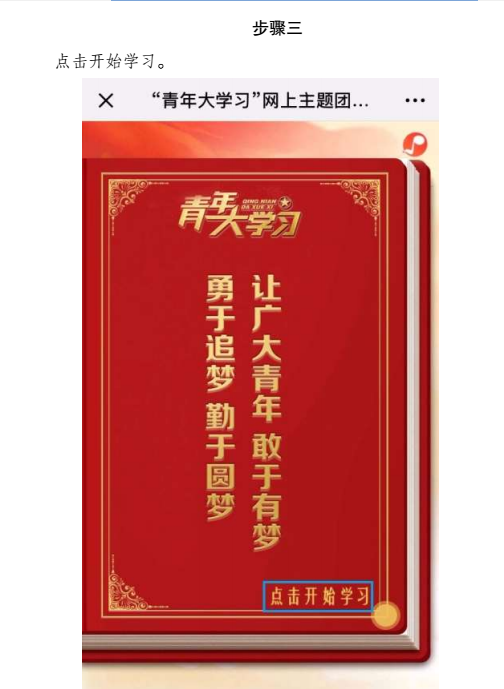 步骤三
点击开始学习。
“青年大学习”网上主题团...
青年大学习
QING NIAN
DA XUE XI
让广大青年 敢于有梦
勇于追梦 勤于圆梦
点击开始学习